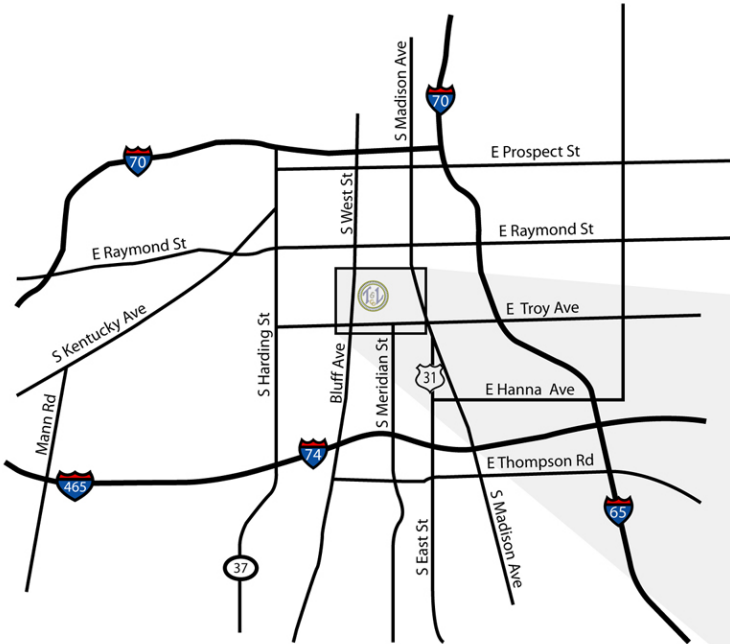 S Madison Ave
70
70
E Prospect St
S West St
E Raymond St
E Raymond St
E Troy Ave
S Kentucky Ave
S Harding St
Bluff Ave
S Meridian St
31
E Hanna Ave
Mann Rd
74
E Thompson Rd
465
65
S Madison Ave
S East St
37